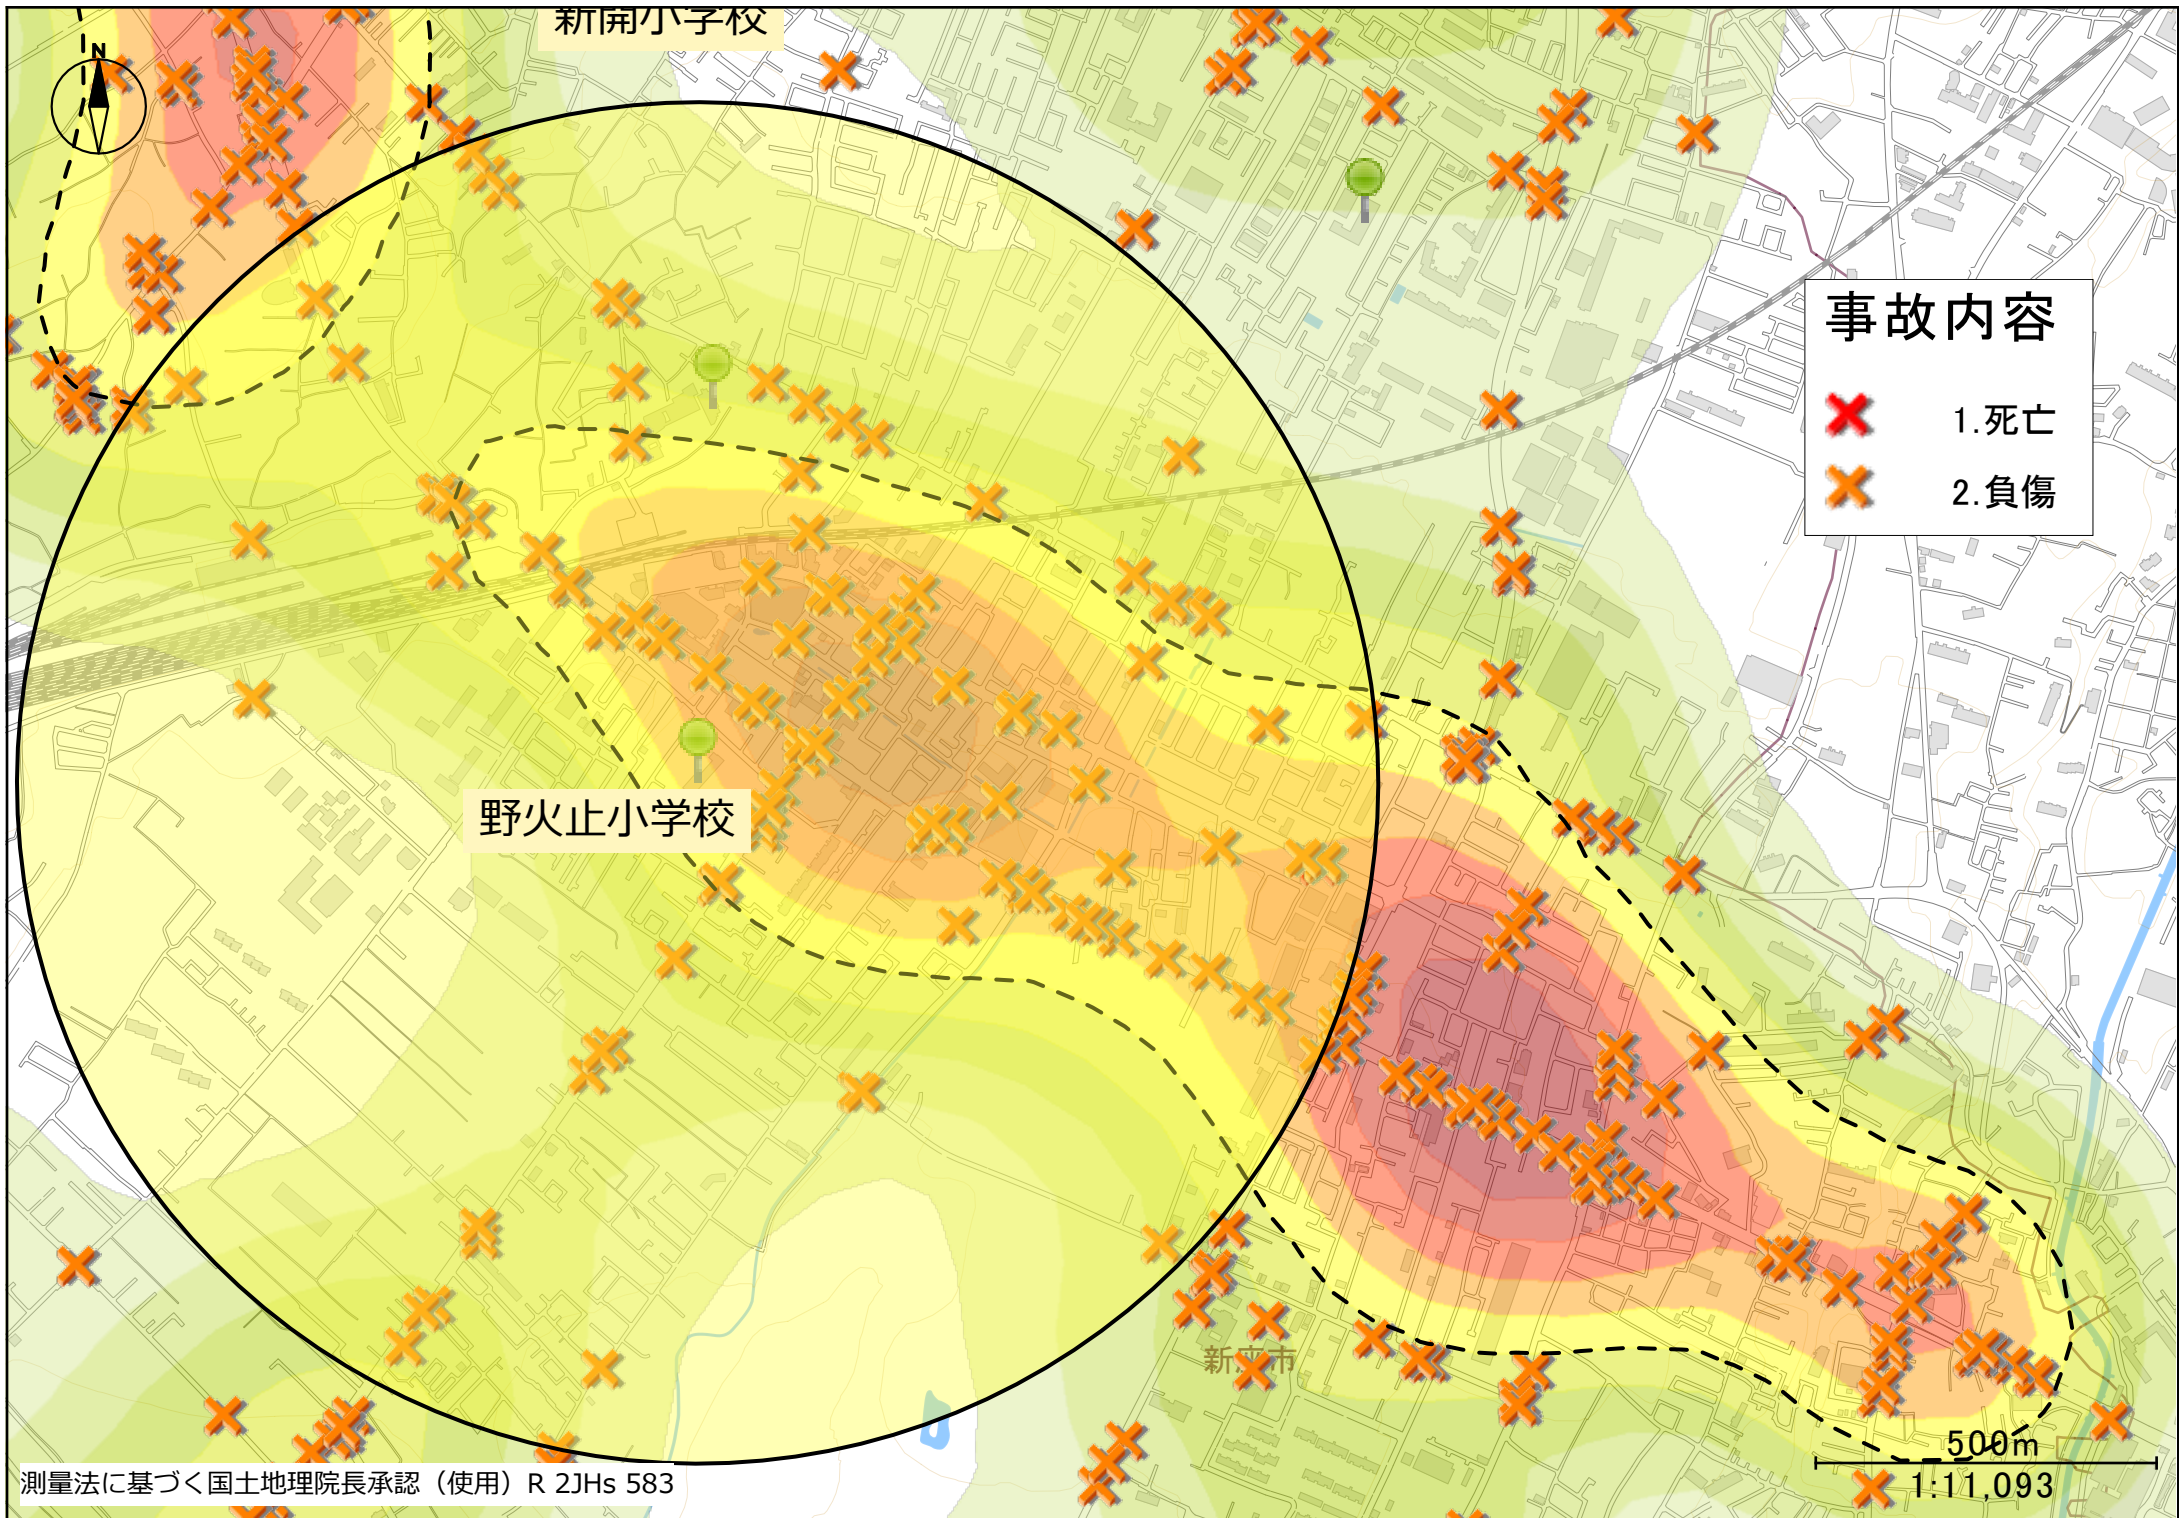 新開小学校
N
事故内容
1.死亡
2.負傷
野火止小学校
新座市
500m
1:11,093
測量法に基づく国土地理院長承認（使用）R 2JHs 583